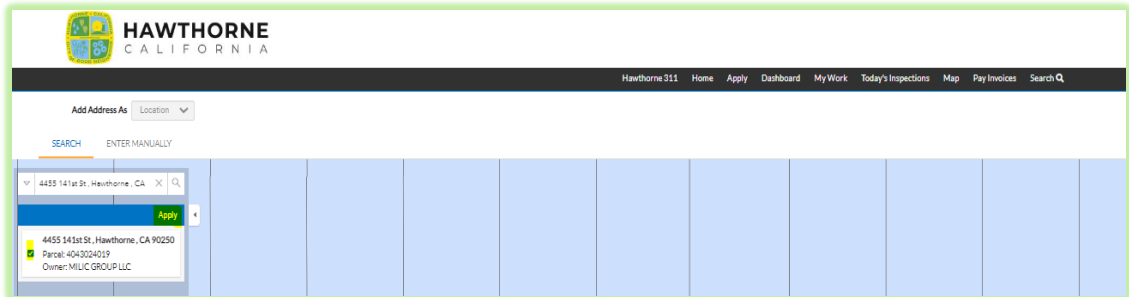 HAWTHORNE
CALIFORNIA
Hawthorne 311 Home Apply Dashboard My Work Today's Inspections Map Pay Invoices Search
Add Address As Location
SEARCH ENTER MANUALLY
4455 141st St , Hawthorne , CA
Apply
4455 141st St , Hawthorne , CA 90250
Parcel: 4043024019
Owner: MILIC GROUP LLC